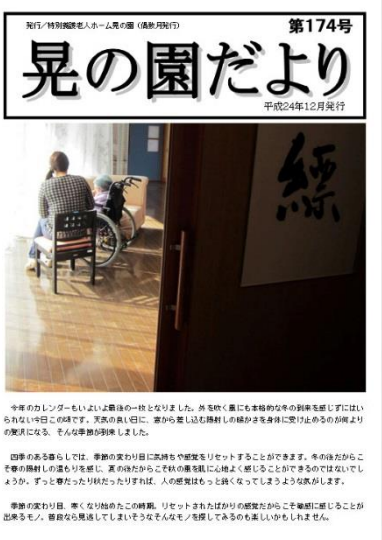 発行／特別養護老人ホーム晃の園（偶数月発行）
第174号
晃の園だより
平成24年12月発行
縹
今年のカレンダーもいよいよ最後の一枚となりました。外を吹く風にも本格的な冬の到来を感じずにはい
られない今日この頃です。天気の良い日に、窓から差し込む陽射しの暖かさを身体に受け止めるのが何より
の贅沢になる、そんな季節が到来しました。
四季のある暮らしでは、季節の変わり目に気持ちや感覚をリセットすることができます。冬の後だからこ
そ春の陽射しの温もりを感じ、夏の後だからこそ秋の風を肌に心地よく感じることができるのではないでし
ょうか。ずっと春だったり秋だったりすれば、人の感覚はもっと鈍くなってしまうような気がします。
季節の変わり目、寒くなり始めたこの時期。リセットされたばかりの感覚だからこそ敏感に感じることが
出来るモノ。普段なら見逃してしまいそうなそんなモノを探してみるのも楽しいかもしれません。